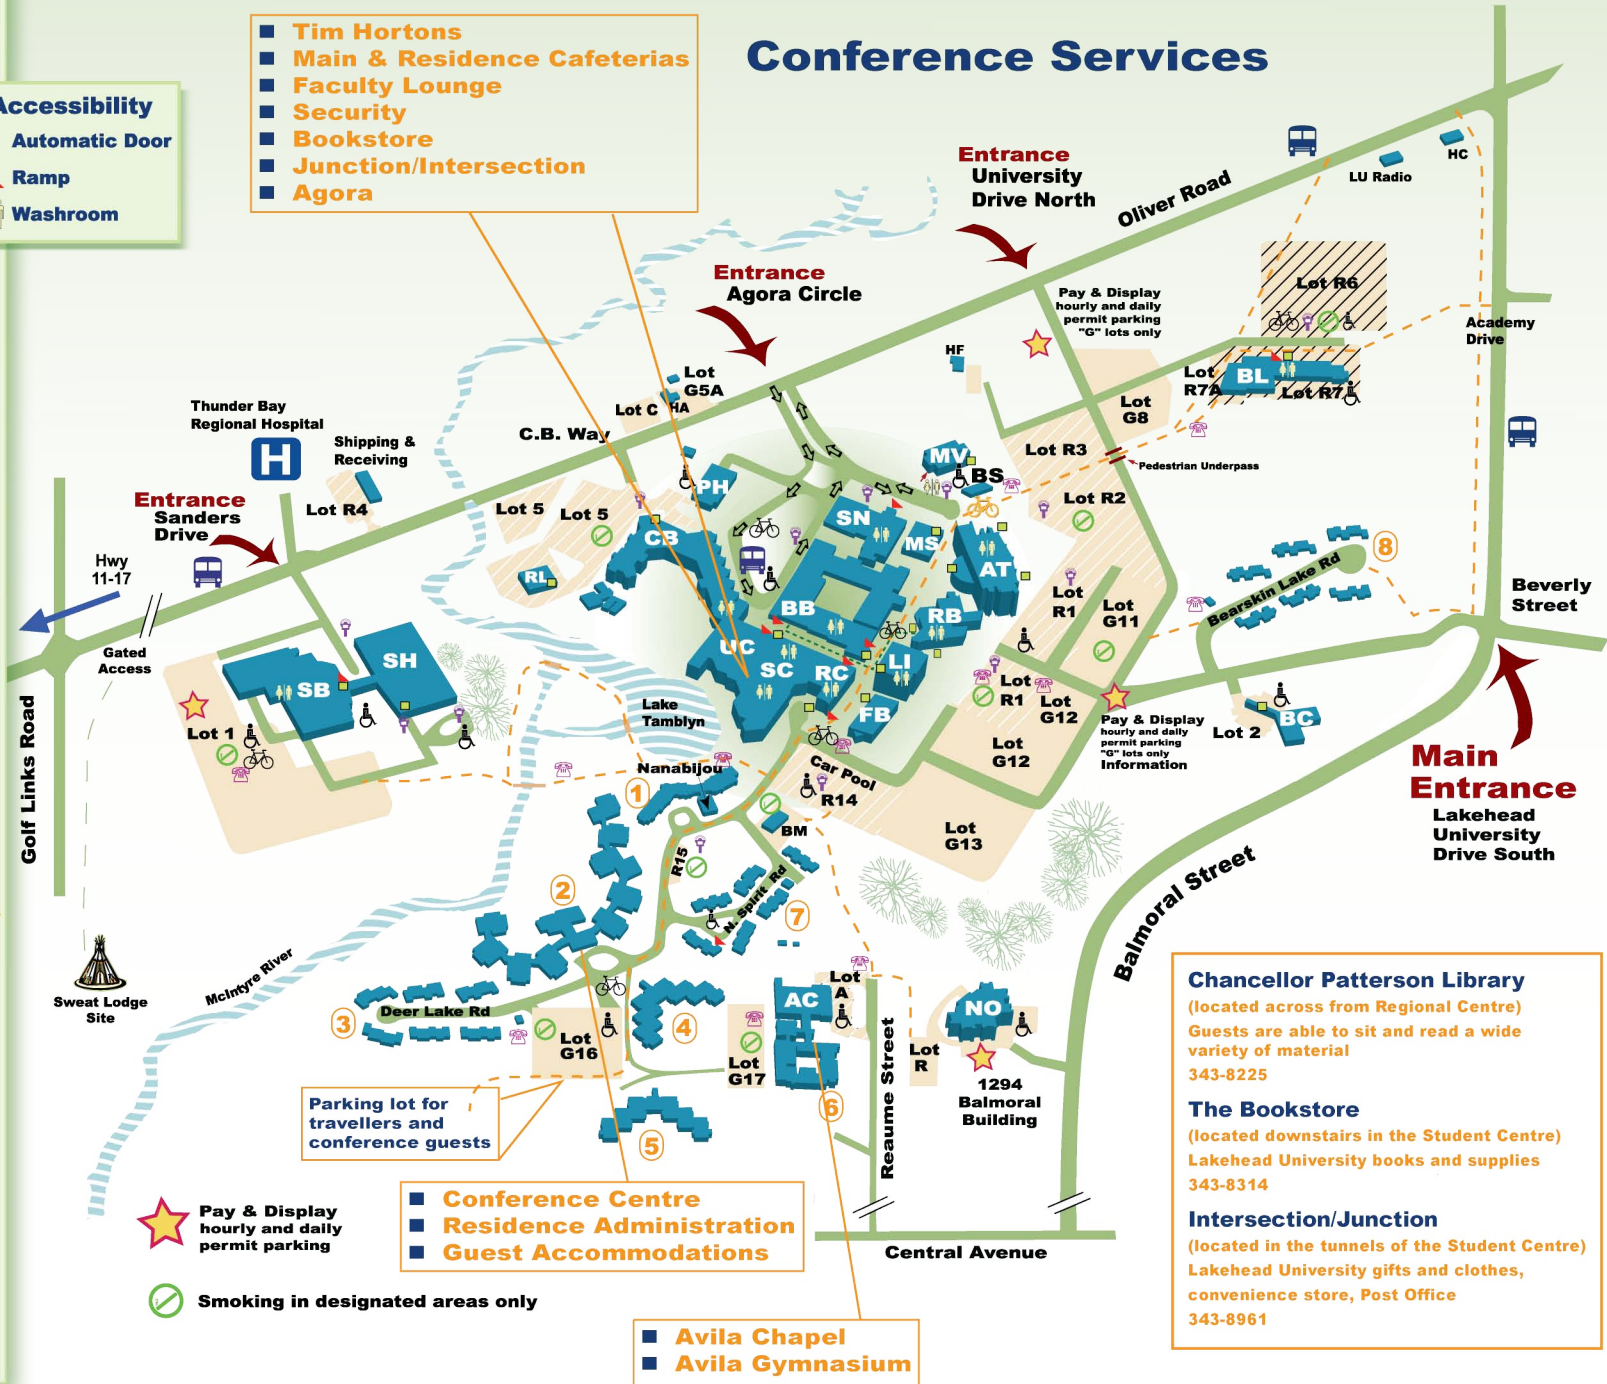 Conference Services
Tim Hortons
Main & Residence Cafeterias
Faculty Lounge
Security
Bookstore
Junction/Intersection
Agora
Accessibility
Automatic Door
Ramp
Washroom
Entrance
University
Drive North
Oliver Road
LU Radio
HC
Entrance
Agora Circle
Pay & Display
hourly and daily
permit parking
"G" lots only
Lot R6
Academy
Drive
HF
Lot
G5A
HA
Lot C
Lot
R7A
BL
Lot R7
Lot
G8
Thunder Bay
Regional Hospital
H
Shipping &
Receiving
C.B. Way
Lot R3
Pedestrian Underpass
MV
BS
PH
Lot R4
Entrance
Sanders
Drive
Lot 5
Lot 5
Lot R2
SN
CB
MS
AT
RL
8
Hwy
11-17
Bearskin Lake Rd
Beverly
Street
Gated
Access
BB
RB
Lot
R1
Lot
G11
UC
SC
RC
LI
SH
SB
FB
Lot
R1
Lot
G12
Lake
Tamblyn
Lot 1
Golf Links Road
Pay & Display
hourly and daily
permit parking
"G" lots only
Information
Lot 2
BC
Lot
G12
Main
Entrance
Lakehead
University
Drive South
Nanabijou
1
Car Pool
R14
BM
Lot
G13
R15
N. Spirit Rd
7
2
Balmoral Street
McIntyre River
Sweat Lodge
Site
3
Deer Lake Rd
4
Lot
G16
Lot
G17
AC
Lot
A
NO
Lot
R
Reaume Street
1294
Balmoral
Building
6
5
Parking lot for
travellers and
conference guests
Chancellor Patterson Library
(located across from Regional Centre)
Guests are able to sit and read a wide
variety of material
343-8225
The Bookstore
(located downstairs in the Student Centre)
Lakehead University books and supplies
343-8314
Intersection/Junction
(located in the tunnels of the Student Centre)
Lakehead University gifts and clothes,
convenience store, Post Office
343-8961
Pay & Display
hourly and daily
permit parking
Conference Centre
Residence Administration
Guest Accommodations
Central Avenue
Smoking in designated areas only
Avila Chapel
Avila Gymnasium